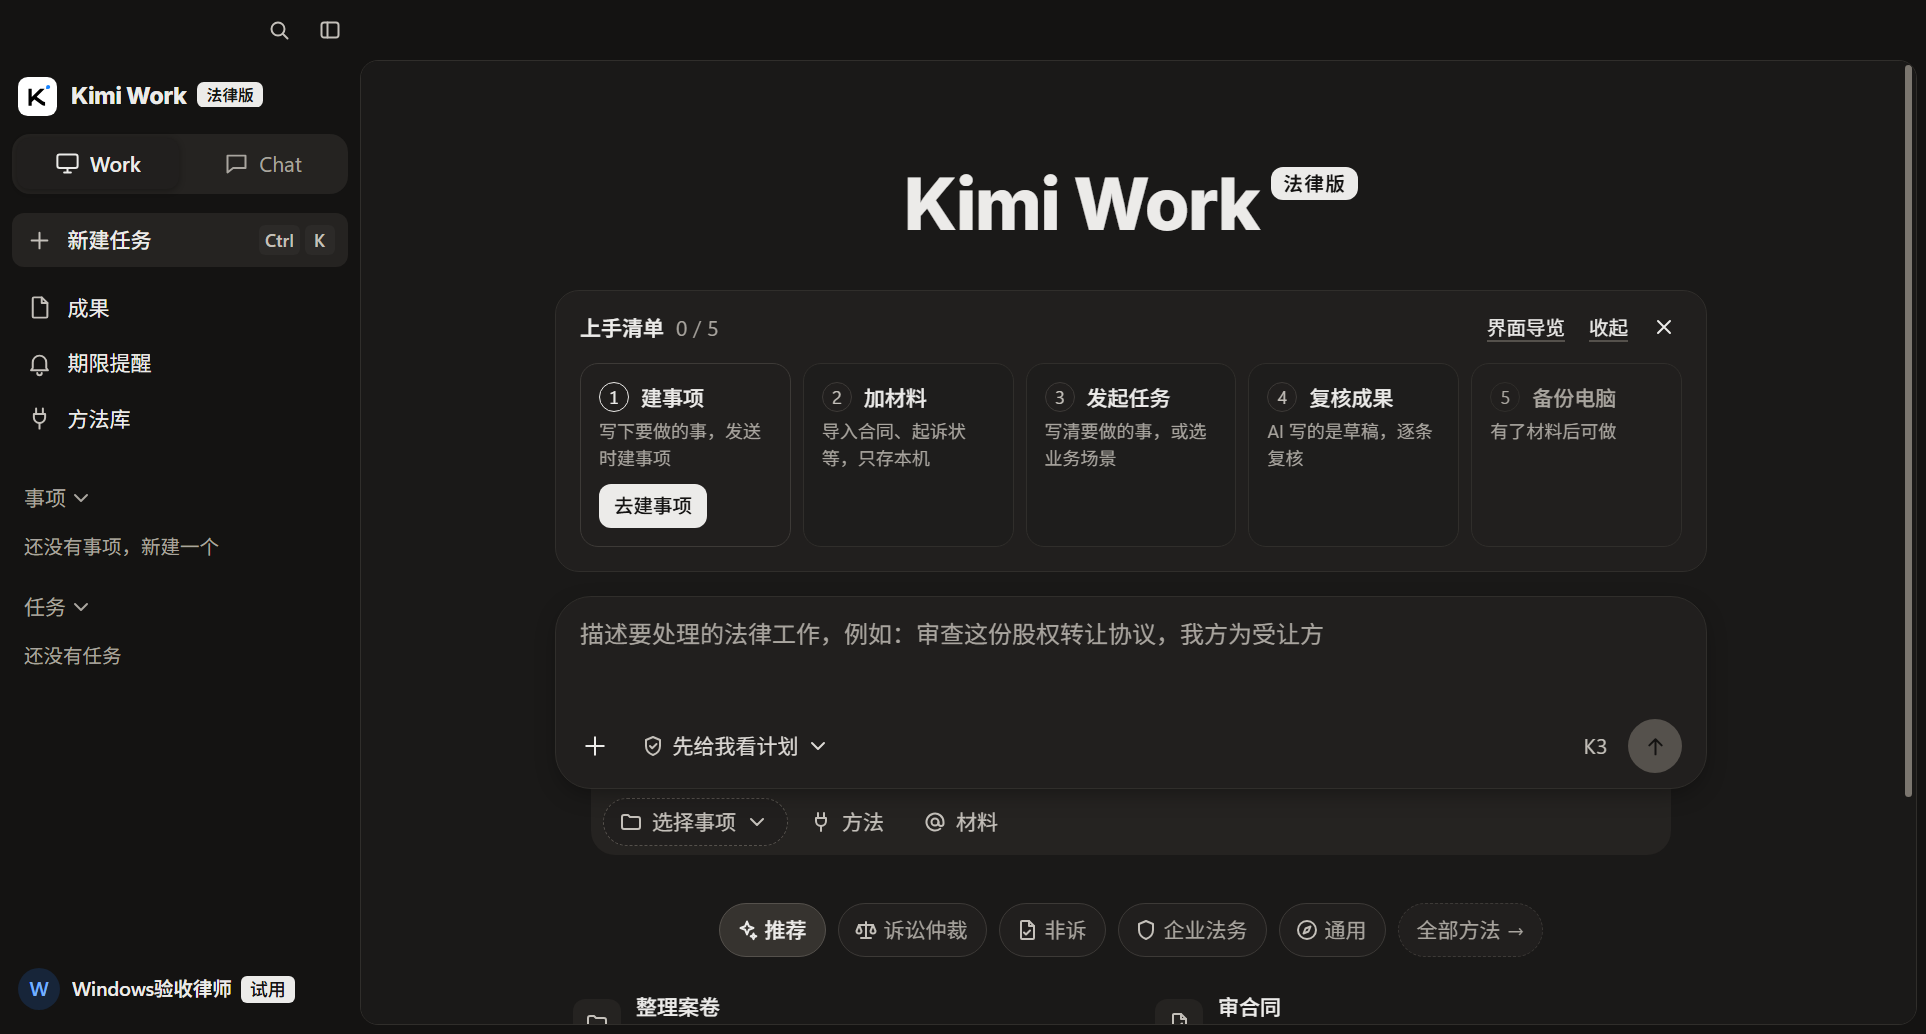 Kimi Work 法律版
Work
Chat
新建任务 Ctrl K
成果
期限提醒
方法库
事项
还没有事项，新建一个
任务
还没有任务
W Windows验收律师 试用
Kimi Work 法律版
上手清单 0 / 5
界面导览 收起
1 建事项
写下要做的事，发送
时建事项
去建事项
2 加材料
导入合同、起诉状
等，只存本机
3 发起任务
写清要做的事，或选
业务场景
4 复核成果
AI 写的是草稿，逐条
复核
5 备份电脑
有了材料后可做
描述要处理的法律工作，例如：审查这份股权转让协议，我方为受让方
先给我看计划
K3
选择事项 方法 材料
推荐 诉讼仲裁 非诉 企业法务 通用 全部方法 →
整理案卷
审合同